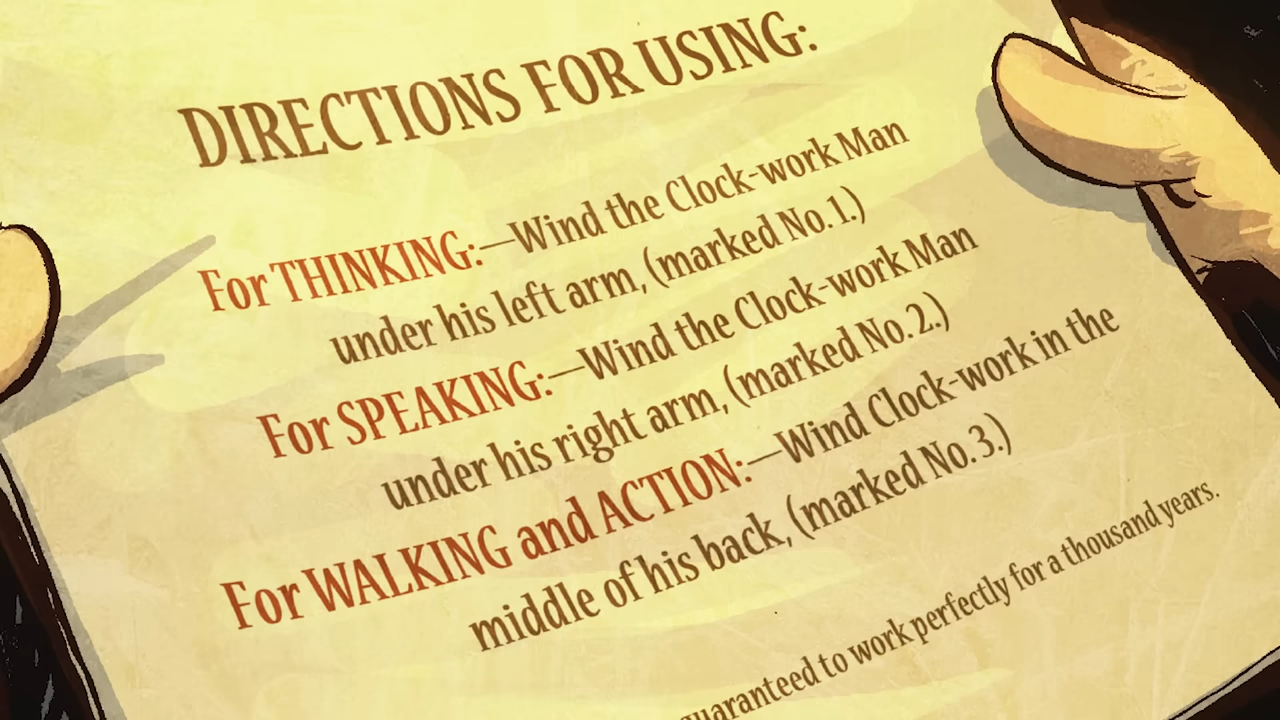 DIRECTIONS FOR USING:
For THINKING:—Wind the Clock-work Man
under his left arm, (marked No. 1.)
For SPEAKING:—Wind the Clock-work Man
under his right arm, (marked No. 2.)
For WALKING and ACTION:—Wind Clock-work in the
middle of his back, (marked No. 3.)
guaranteed to work perfectly for a thousand years.